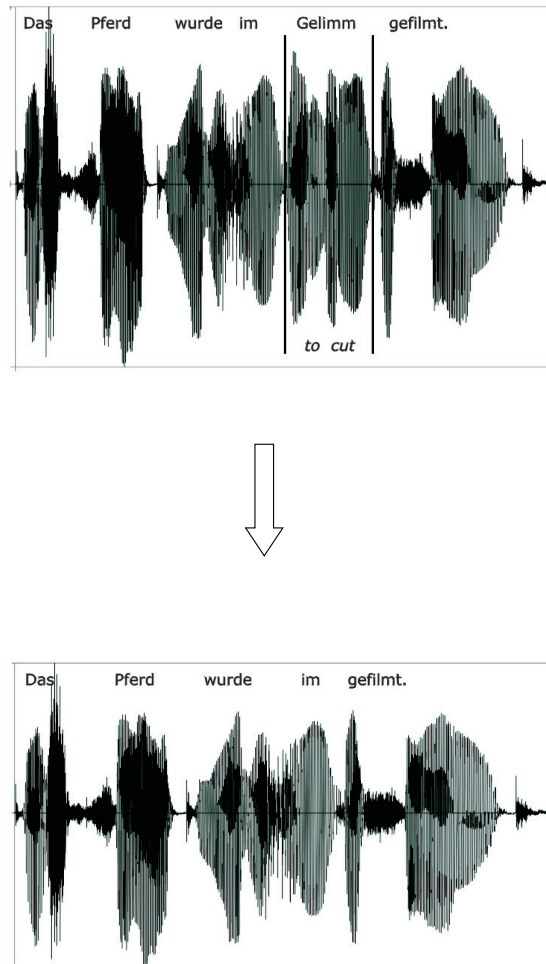 Das Pferd wurde im Gelimm gefilmt.
to cut
Das Pferd wurde im gefilmt.